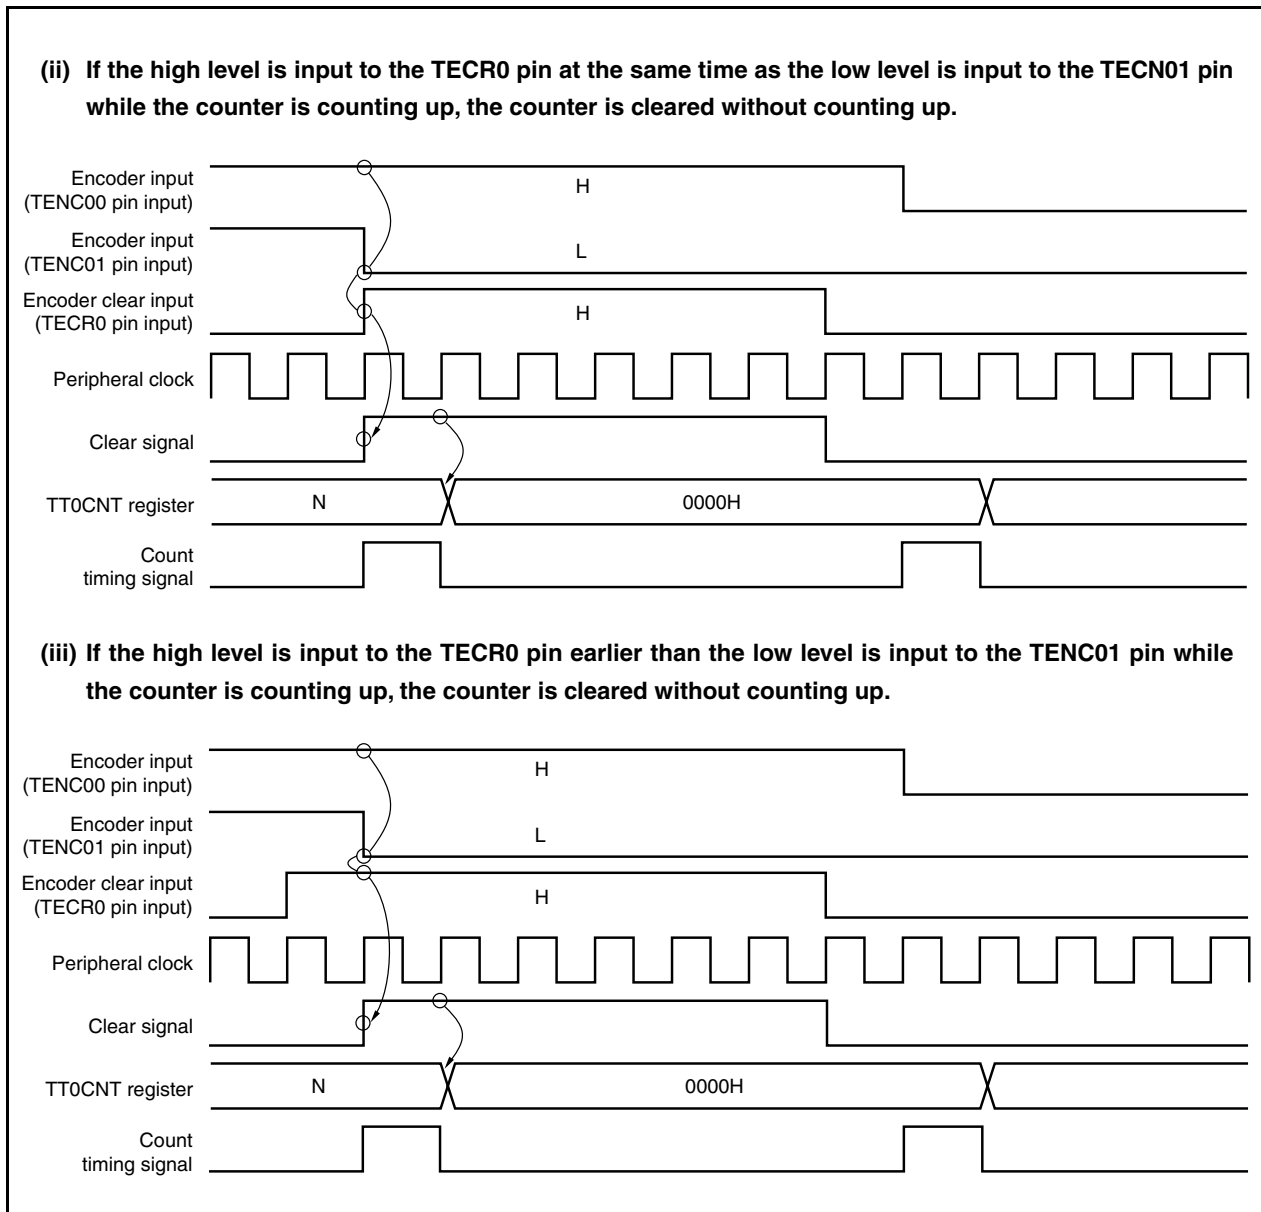 (ii) If the high level is input to the TECR0 pin at the same time as the low level is input to the TECN01 pin
while the counter is counting up, the counter is cleared without counting up.
Encoder input
(TENC00 pin input)
H
Encoder input
(TENC01 pin input)
L
Encoder clear input
(TECR0 pin input)
H
Peripheral clock
Clear signal
TT0CNT register
N
0000H
Count
timing signal
(iii) If the high level is input to the TECR0 pin earlier than the low level is input to the TENC01 pin while
the counter is counting up, the counter is cleared without counting up.
Encoder input
(TENC00 pin input)
H
Encoder input
(TENC01 pin input)
L
Encoder clear input
(TECR0 pin input)
H
Peripheral clock
Clear signal
TT0CNT register
N
0000H
Count
timing signal